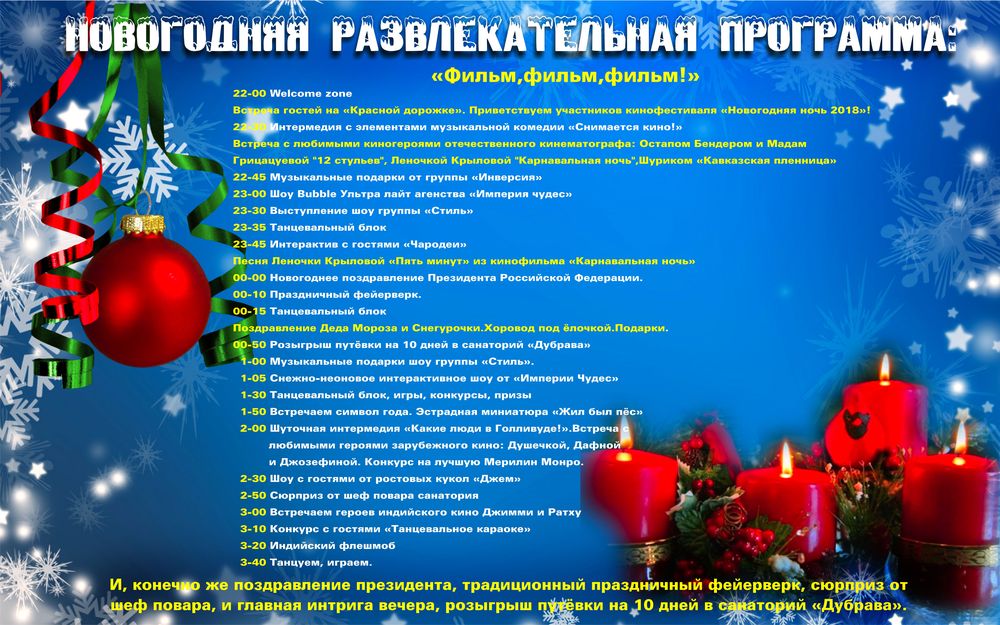 НОВОГОДНЯЯ РАЗВЛЕКАТЕЛЬНАЯ ПРОГРАММА:
«Фильм,фильм,фильм!»
22-00 Welcome zone
Встреча гостей на «Красной дорожке». Приветствуем участников кинофестиваля «Новогодняя ночь 2018»!
22-30 Интермедия с элементами музыкальной комедии «Снимается кино!»
Встреча с любимыми киногероями отечественного кинематографа: Остапом Бендером и Мадам
Грицацуевой "12 стульев", Леночкой Крыловой "Карнавальная ночь",Шуриком «Кавказская пленница»
22-45 Музыкальные подарки от группы «Инверсия»
23-00 Шоу Bubble Ультра лайт агенства «Империя чудес»
23-30 Выступление шоу группы «Стиль»
23-35 Танцевальный блок
23-45 Интерактив с гостями «Чародеи»
Песня Леночки Крыловой «Пять минут» из кинофильма «Карнавальная ночь»
00-00 Новогоднее поздравление Президента Российской Федерации.
00-10 Праздничный фейерверк.
00-15 Танцевальный блок
Поздравление Деда Мороза и Снегурочки.Хоровод под ёлочкой.Подарки.
00-50 Розыгрыш путёвки на 10 дней в санаторий «Дубрава»
1-00 Музыкальные подарки шоу группы «Стиль».
1-05 Снежно-неоновое интерактивное шоу от «Империи Чудес»
1-30 Танцевальный блок, игры, конкурсы, призы
1-50 Встречаем символ года. Эстрадная миниатюра «Жил был пёс»
2-00 Шуточная интермедия «Какие люди в Голливуде!».Встреча с
любимыми героями зарубежного кино: Душечкой, Дафной
и Джозефиной. Конкурс на лучшую Мерилин Монро.
2-30 Шоу с гостями от ростовых кукол «Джем»
2-50 Сюрприз от шеф повара санатория
3-00 Встречаем героев индийского кино Джимми и Ратху
3-10 Конкурс с гостями «Танцевальное караоке»
3-20 Индийский флешмоб
3-40 Танцуем, играем.
И, конечно же поздравление президента, традиционный праздничный фейерверк, сюрприз от
шеф повара, и главная интрига вечера, розыгрыш путёвки на 10 дней в санаторий «Дубрава».